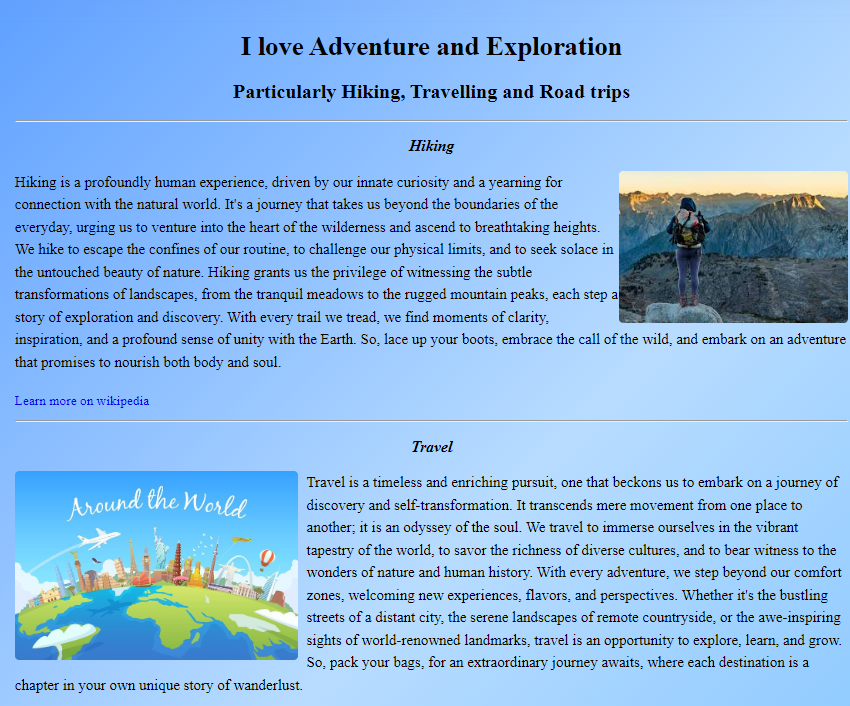 I love Adventure and Exploration
Particularly Hiking, Travelling and Road trips
Hiking
Hiking is a profoundly human experience, driven by our innate curiosity and a yearning for
connection with the natural world. It's a journey that takes us beyond the boundaries of the
everyday, urging us to venture into the heart of the wilderness and ascend to breathtaking heights.
We hike to escape the confines of our routine, to challenge our physical limits, and to seek solace in
the untouched beauty of nature. Hiking grants us the privilege of witnessing the subtle
transformations of landscapes, from the tranquil meadows to the rugged mountain peaks, each step a
story of exploration and discovery. With every trail we tread, we find moments of clarity,
inspiration, and a profound sense of unity with the Earth. So, lace up your boots, embrace the call of the wild, and embark on an adventure
that promises to nourish both body and soul.
Learn more on wikipedia
Travel
Around the World
Travel is a timeless and enriching pursuit, one that beckons us to embark on a journey of
discovery and self-transformation. It transcends mere movement from one place to
another; it is an odyssey of the soul. We travel to immerse ourselves in the vibrant
tapestry of the world, to savor the richness of diverse cultures, and to bear witness to the
wonders of nature and human history. With every adventure, we step beyond our comfort
zones, welcoming new experiences, flavors, and perspectives. Whether it's the bustling
streets of a distant city, the serene landscapes of remote countryside, or the awe-inspiring
sights of world-renowned landmarks, travel is an opportunity to explore, learn, and grow.
So, pack your bags, for an extraordinary journey awaits, where each destination is a
chapter in your own unique story of wanderlust.